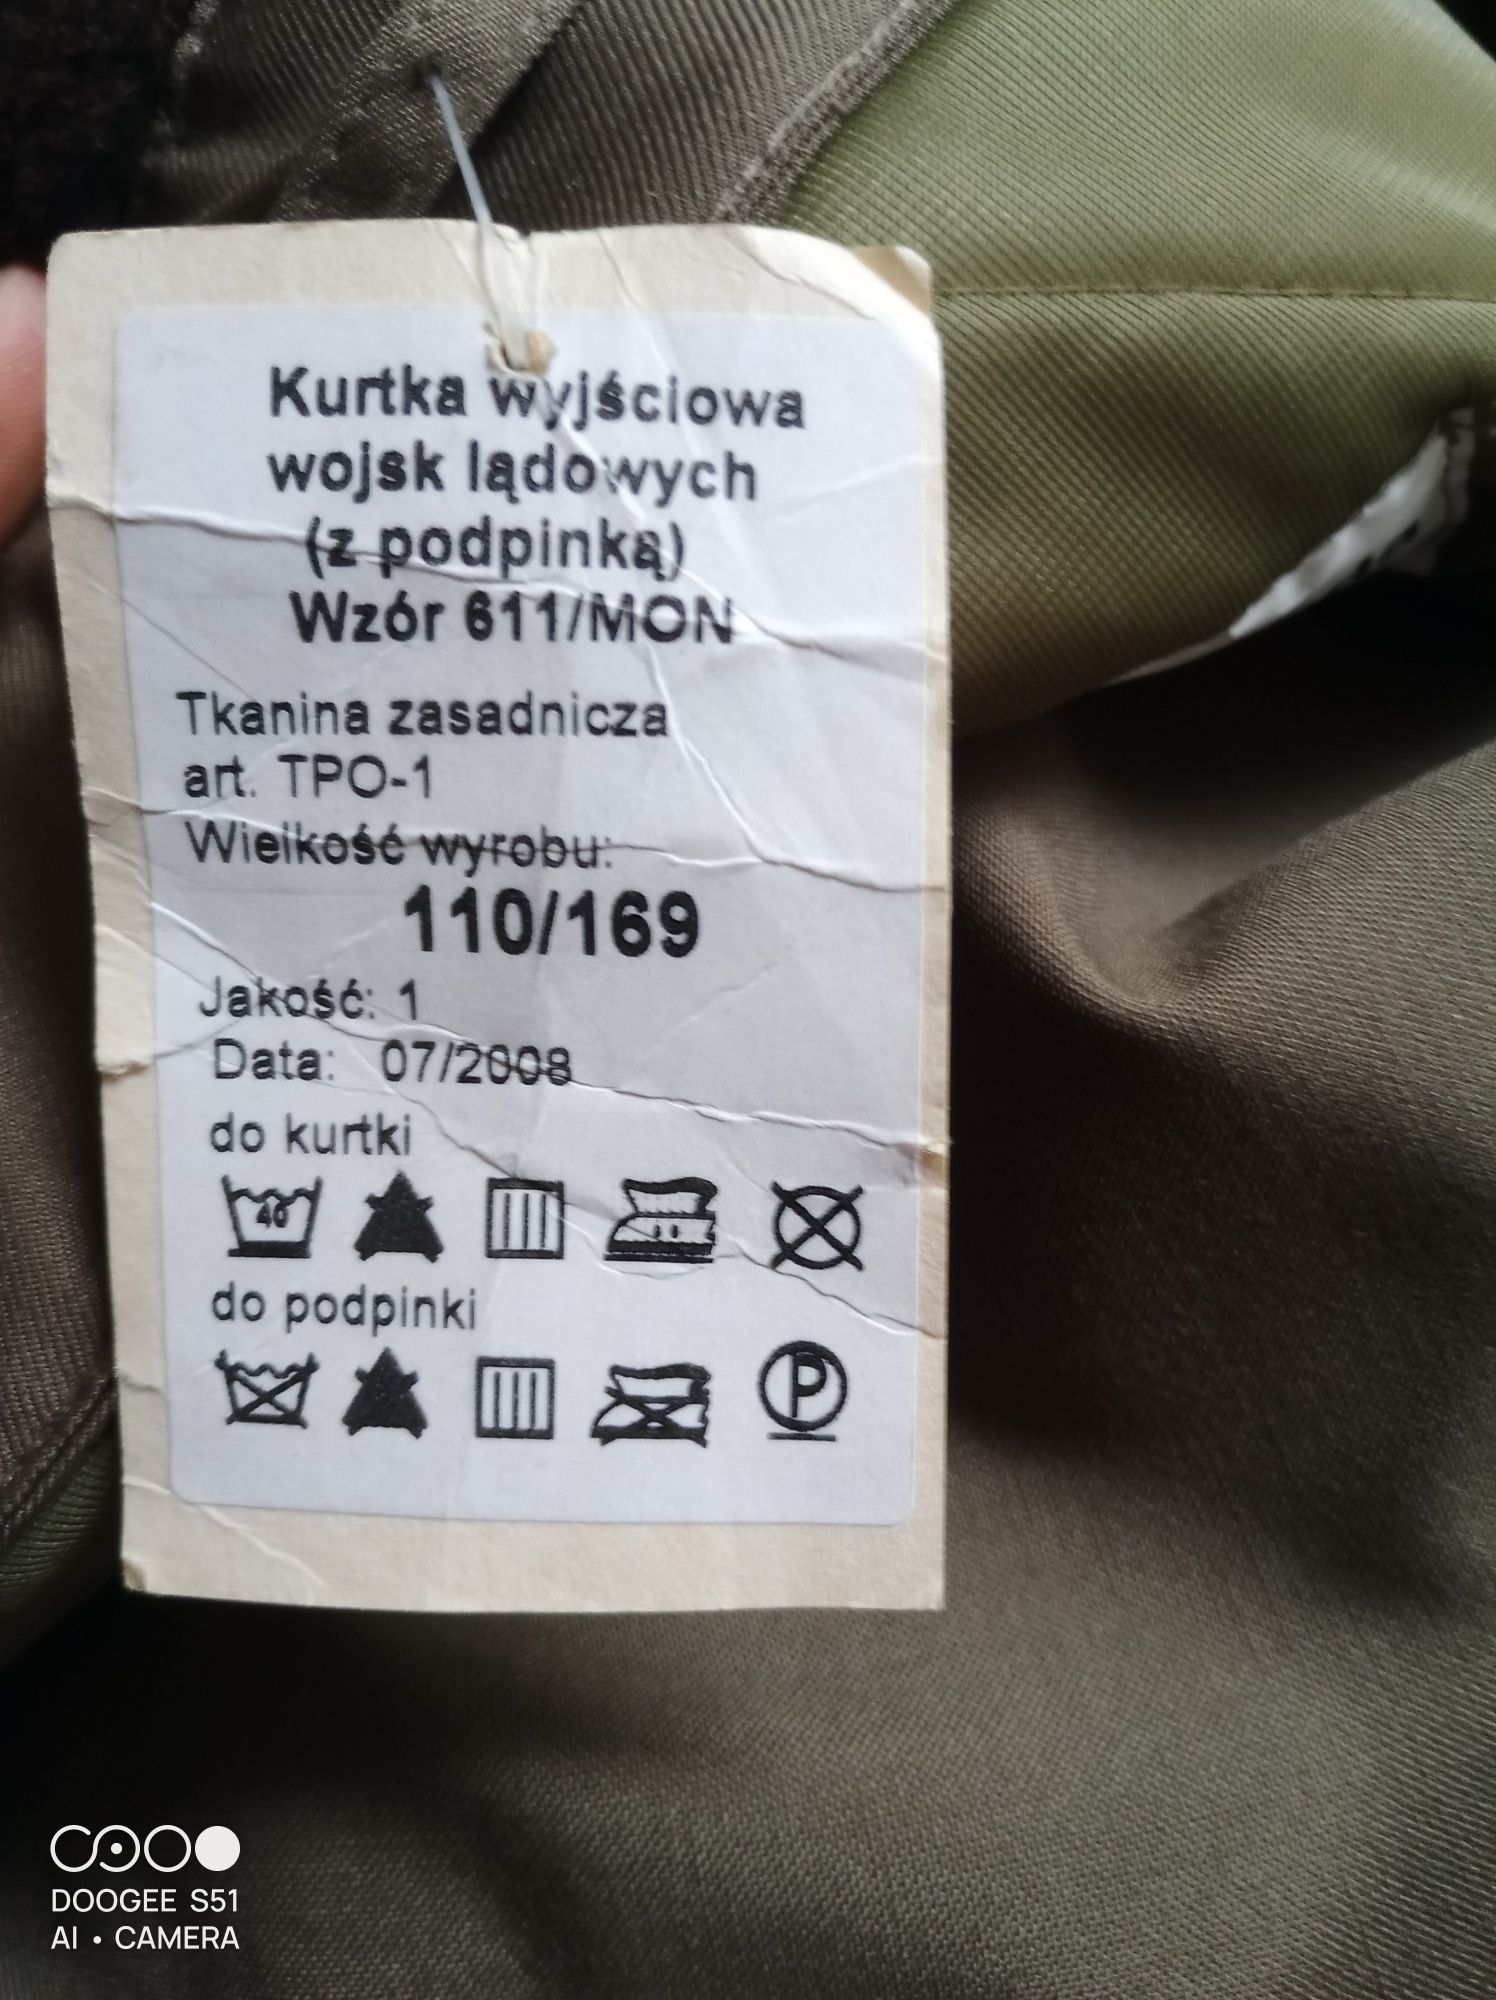 Kurtka wyjściowa
wojsk lądowych
(z podpinką)
Wzór 611/MON
Tkanina zasadnicza
art. TPO-1
Wielkość wyrobu:
110/169
Jakość: 1
Data: 07/2008
do kurtki
40
do podpinki
P
DOOGEE S51
AI • CAMERA